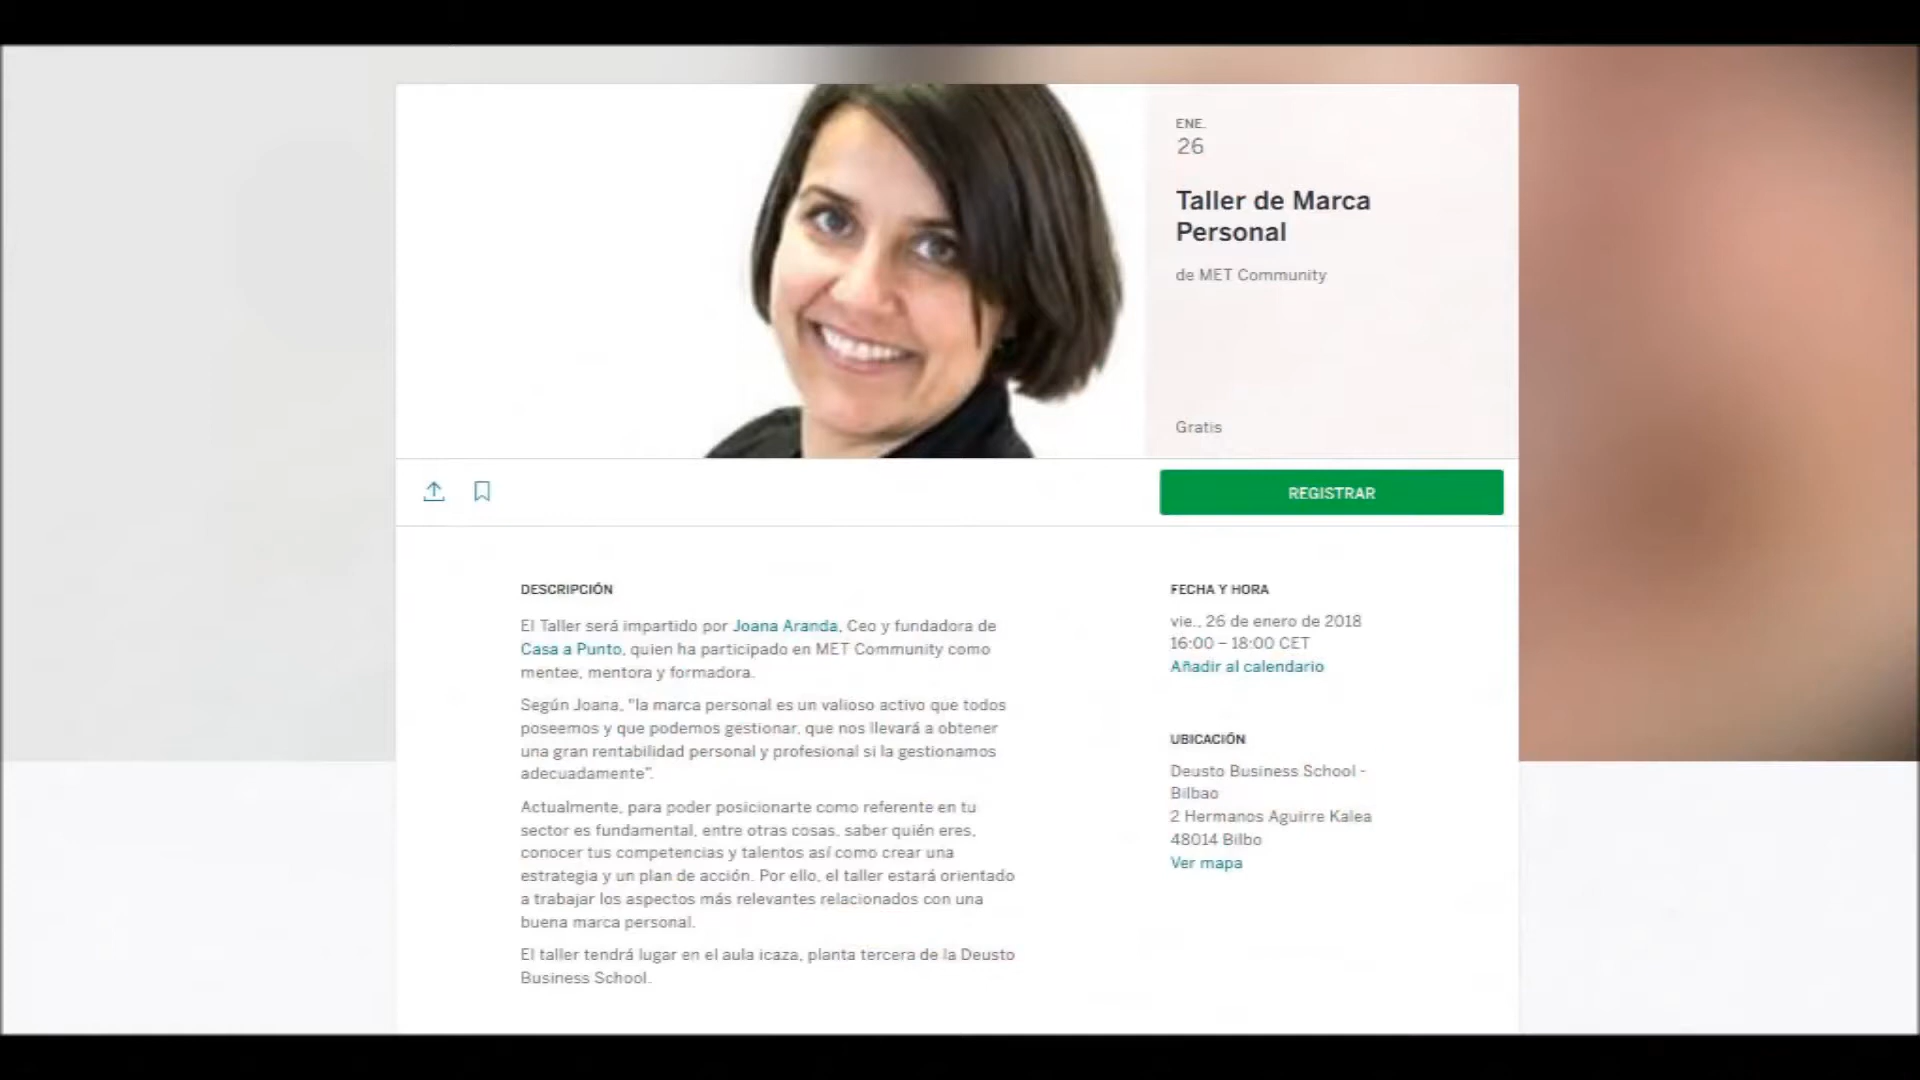 ENE.
26
Taller de Marca
Personal
de MET Community
Gratis
REGISTRAR
DESCRIPCIÓN
El Taller será impartido por Joana Aranda, Ceo y fundadora de
Casa a Punto, quien ha participado en MET Community como
mentee, mentora y formadora.
Según Joana, "la marca personal es un valioso activo que todos
poseemos y que podemos gestionar, que nos llevará a obtener
una gran rentabilidad personal y profesional si la gestionamos
adecuadamente".
Actualmente, para poder posicionarte como referente en tu
sector es fundamental, entre otras cosas, saber quién eres,
conocer tus competencias y talentos así como crear una
estrategia y un plan de acción. Por ello, el taller estará orientado
a trabajar los aspectos más relevantes relacionados con una
buena marca personal.
El taller tendrá lugar en el aula icaza, planta tercera de la Deusto
Business School.
FECHA Y HORA
vie., 26 de enero de 2018
16:00 – 18:00 CET
Añadir al calendario
UBICACIÓN
Deusto Business School -
Bilbao
2 Hermanos Aguirre Kalea
48014 Bilbo
Ver mapa